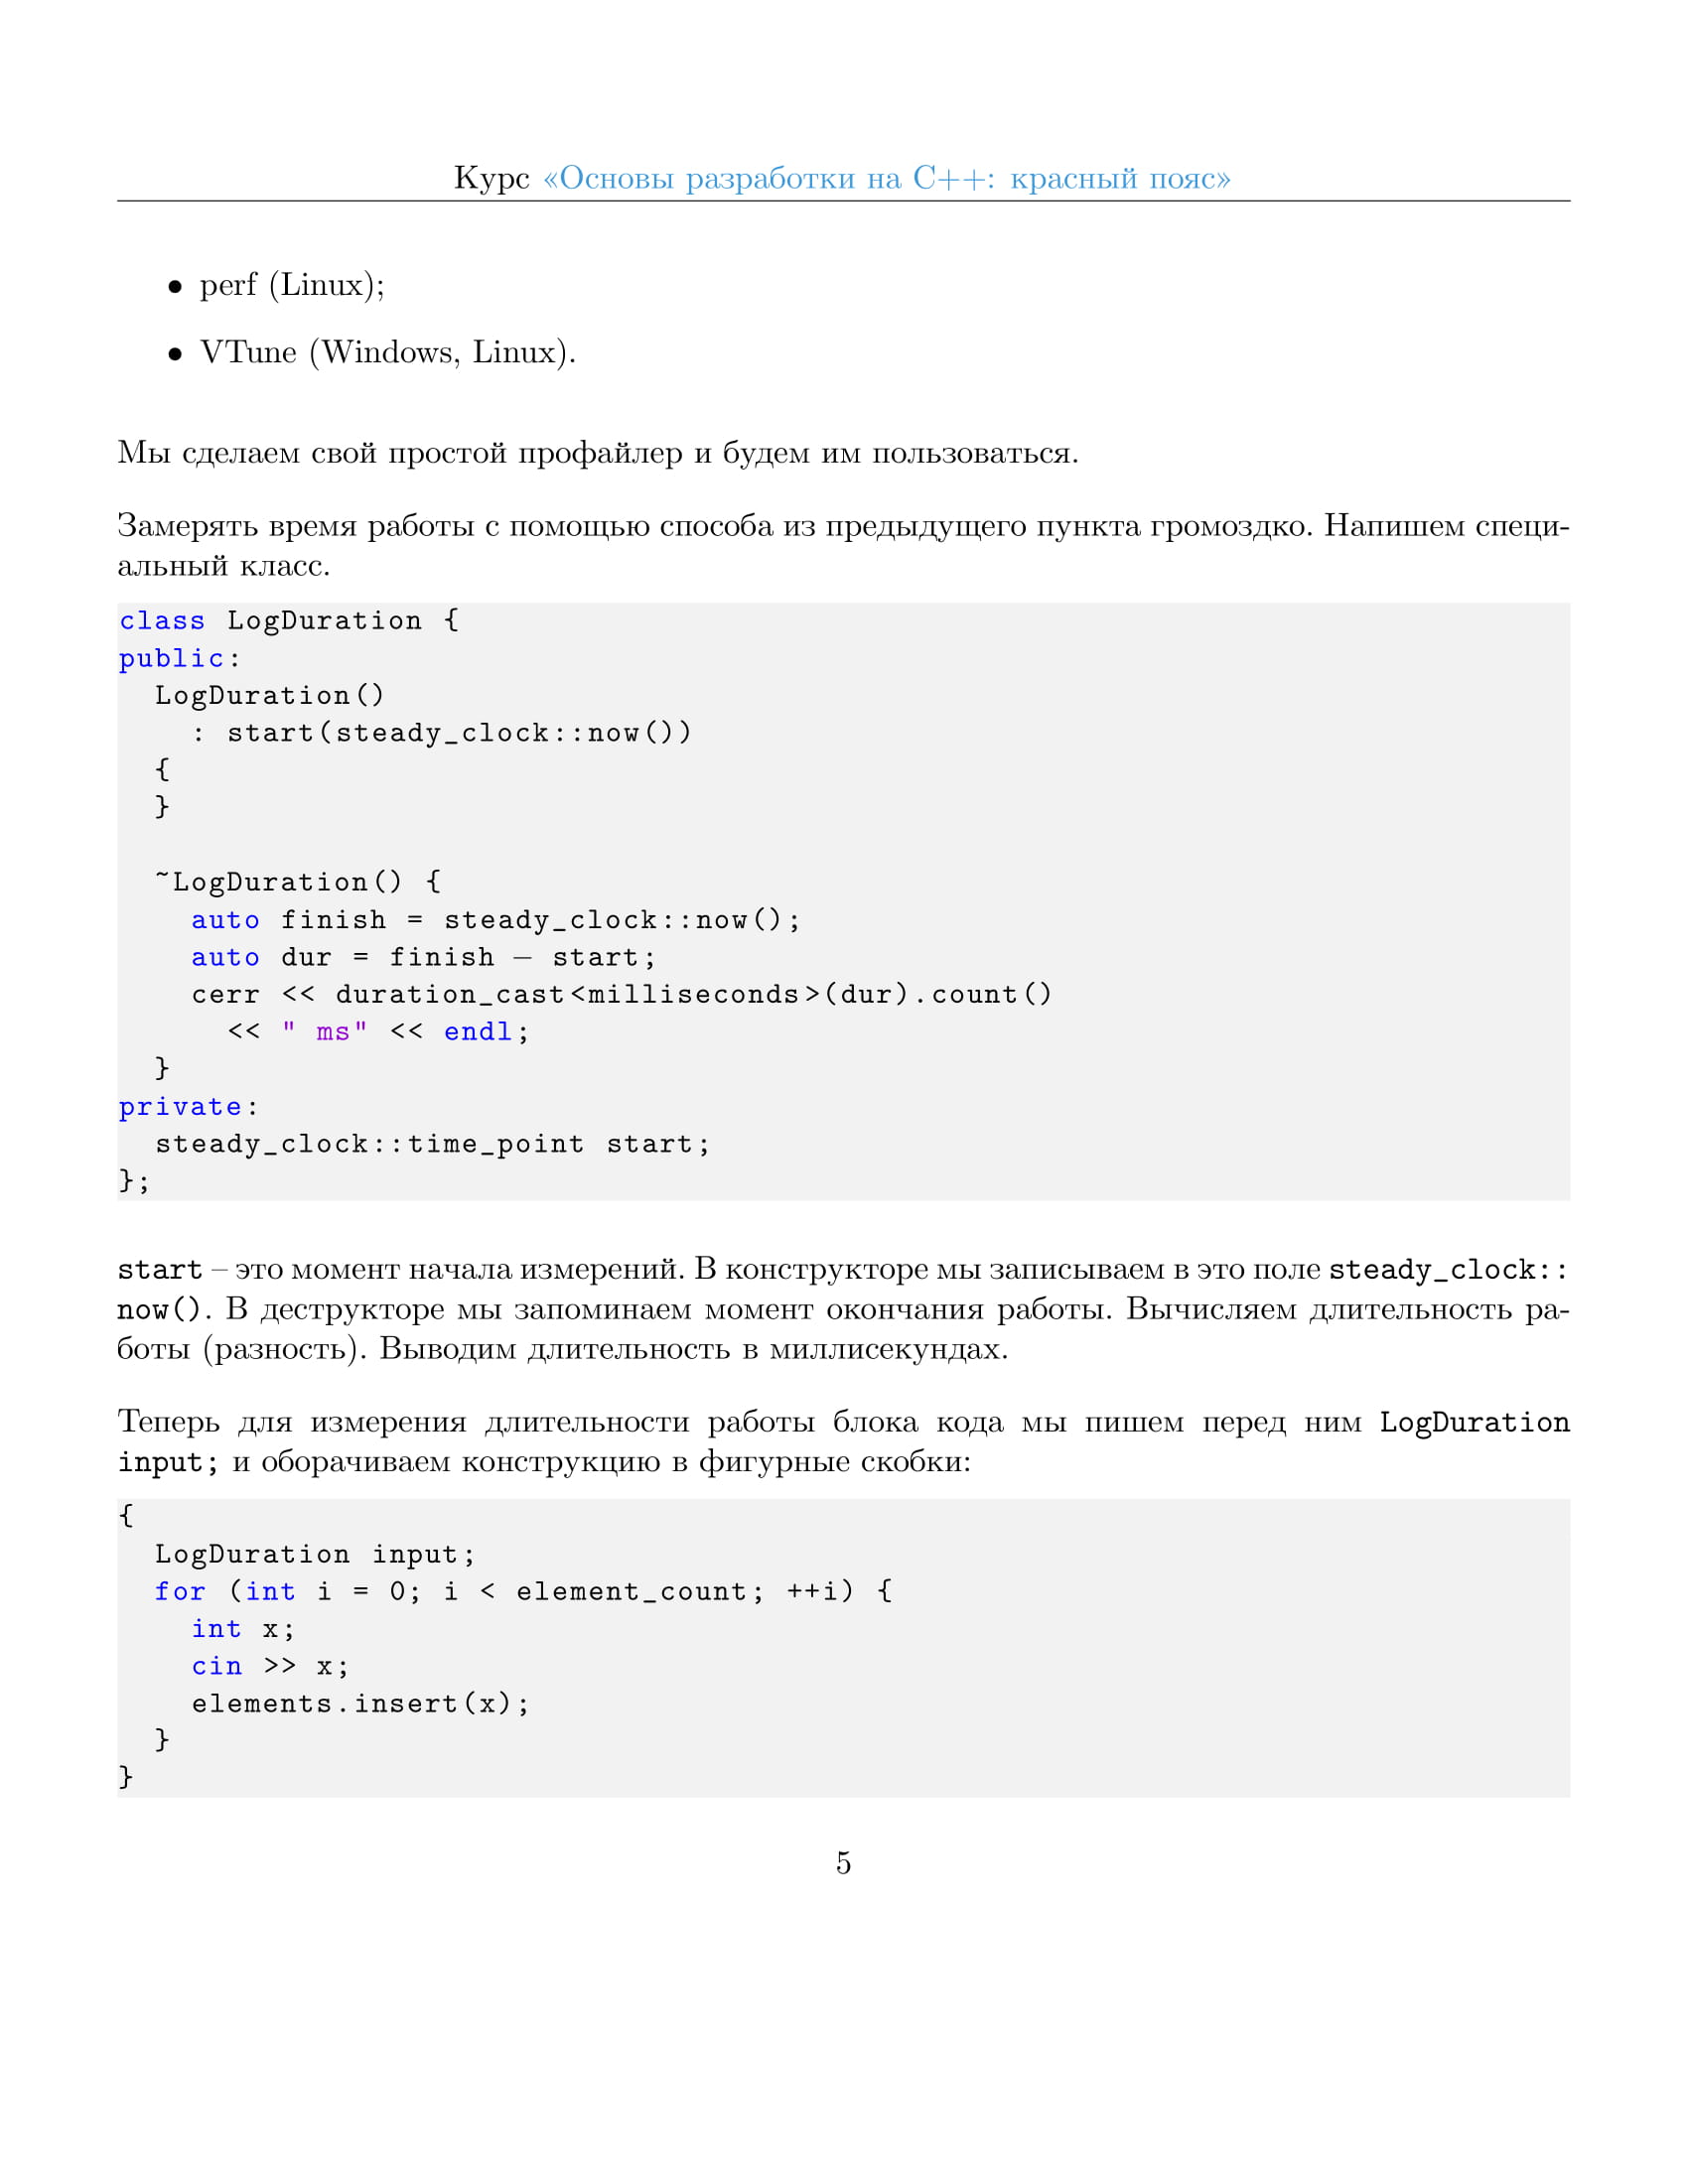 Курс «Основы разработки на C++: красный пояс»
• perf (Linux);
• VTune (Windows, Linux).
Мы сделаем свой простой профайлер и будем им пользоваться.
Замерять время работы с помощью способа из предыдущего пункта громоздко. Напишем специ-
альный класс.
class LogDuration {
public:
  LogDuration()
    : start(steady_clock::now())
  {
  }

  ~LogDuration() {
    auto finish = steady_clock::now();
    auto dur = finish − start;
    cerr << duration_cast<milliseconds>(dur).count()
      << " ms" << endl;
  }
private:
  steady_clock::time_point start;
};
start – это момент начала измерений. В конструкторе мы записываем в это поле steady_clock::
now(). В деструкторе мы запоминаем момент окончания работы. Вычисляем длительность ра-
боты (разность). Выводим длительность в миллисекундах.
Теперь для измерения длительности работы блока кода мы пишем перед ним LogDuration
input; и оборачиваем конструкцию в фигурные скобки:
{
  LogDuration input;
  for (int i = 0; i < element_count; ++i) {
    int x;
    cin >> x;
    elements.insert(x);
  }
}
5